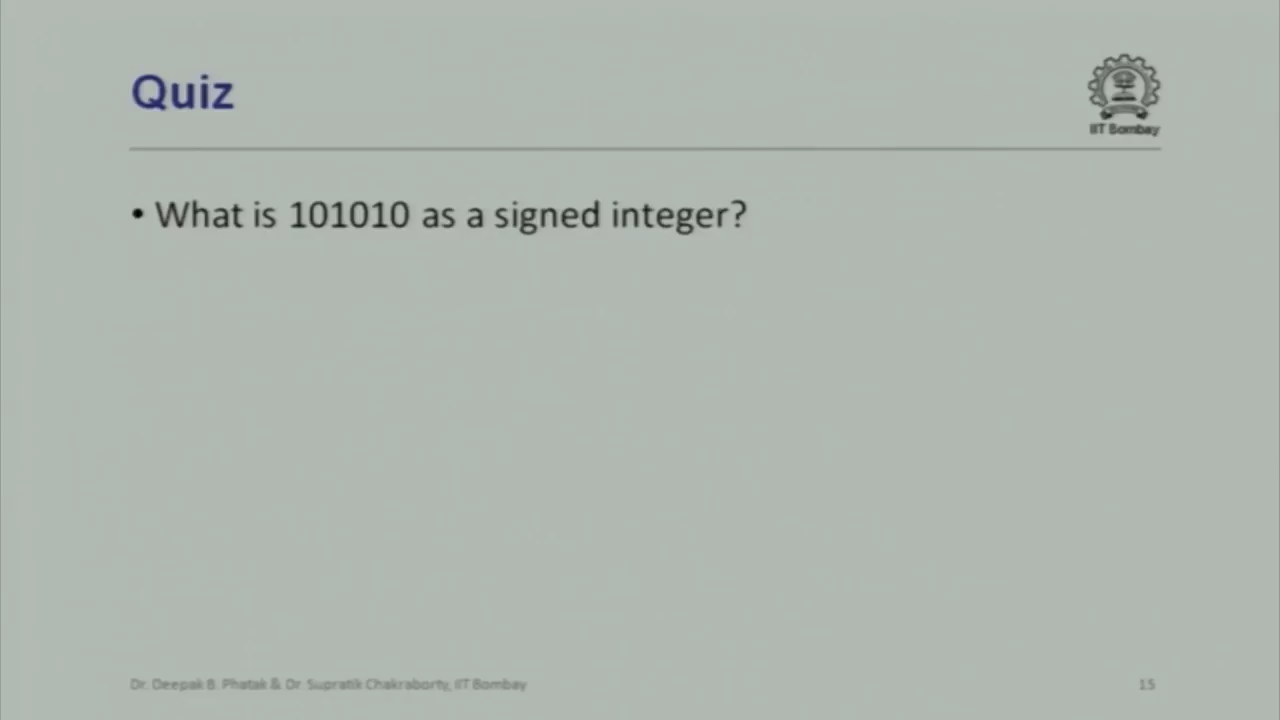 Quiz
IIT Bombay
• What is 101010 as a signed integer?
Dr. Deepak B. Phatak & Dr. Supratik Chakraborty, IIT Bombay
15